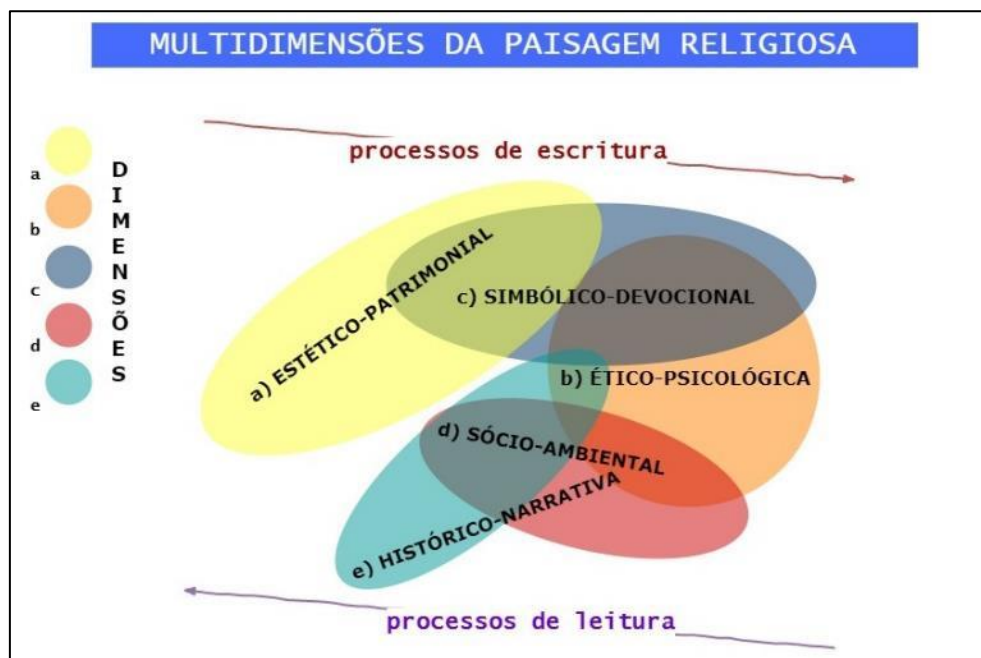 MULTIDIMENSÕES DA PAISAGEM RELIGIOSA
processos de escritura
a
b
c
d
e
DIMENSÕES
a) ESTÉTICO-PATRIMONIAL
c) SIMBÓLICO-DEVOCIONAL
b) ÉTICO-PSICOLÓGICA
d) SÓCIO-AMBIENTAL
e) HISTÓRICO-NARRATIVA
processos de leitura